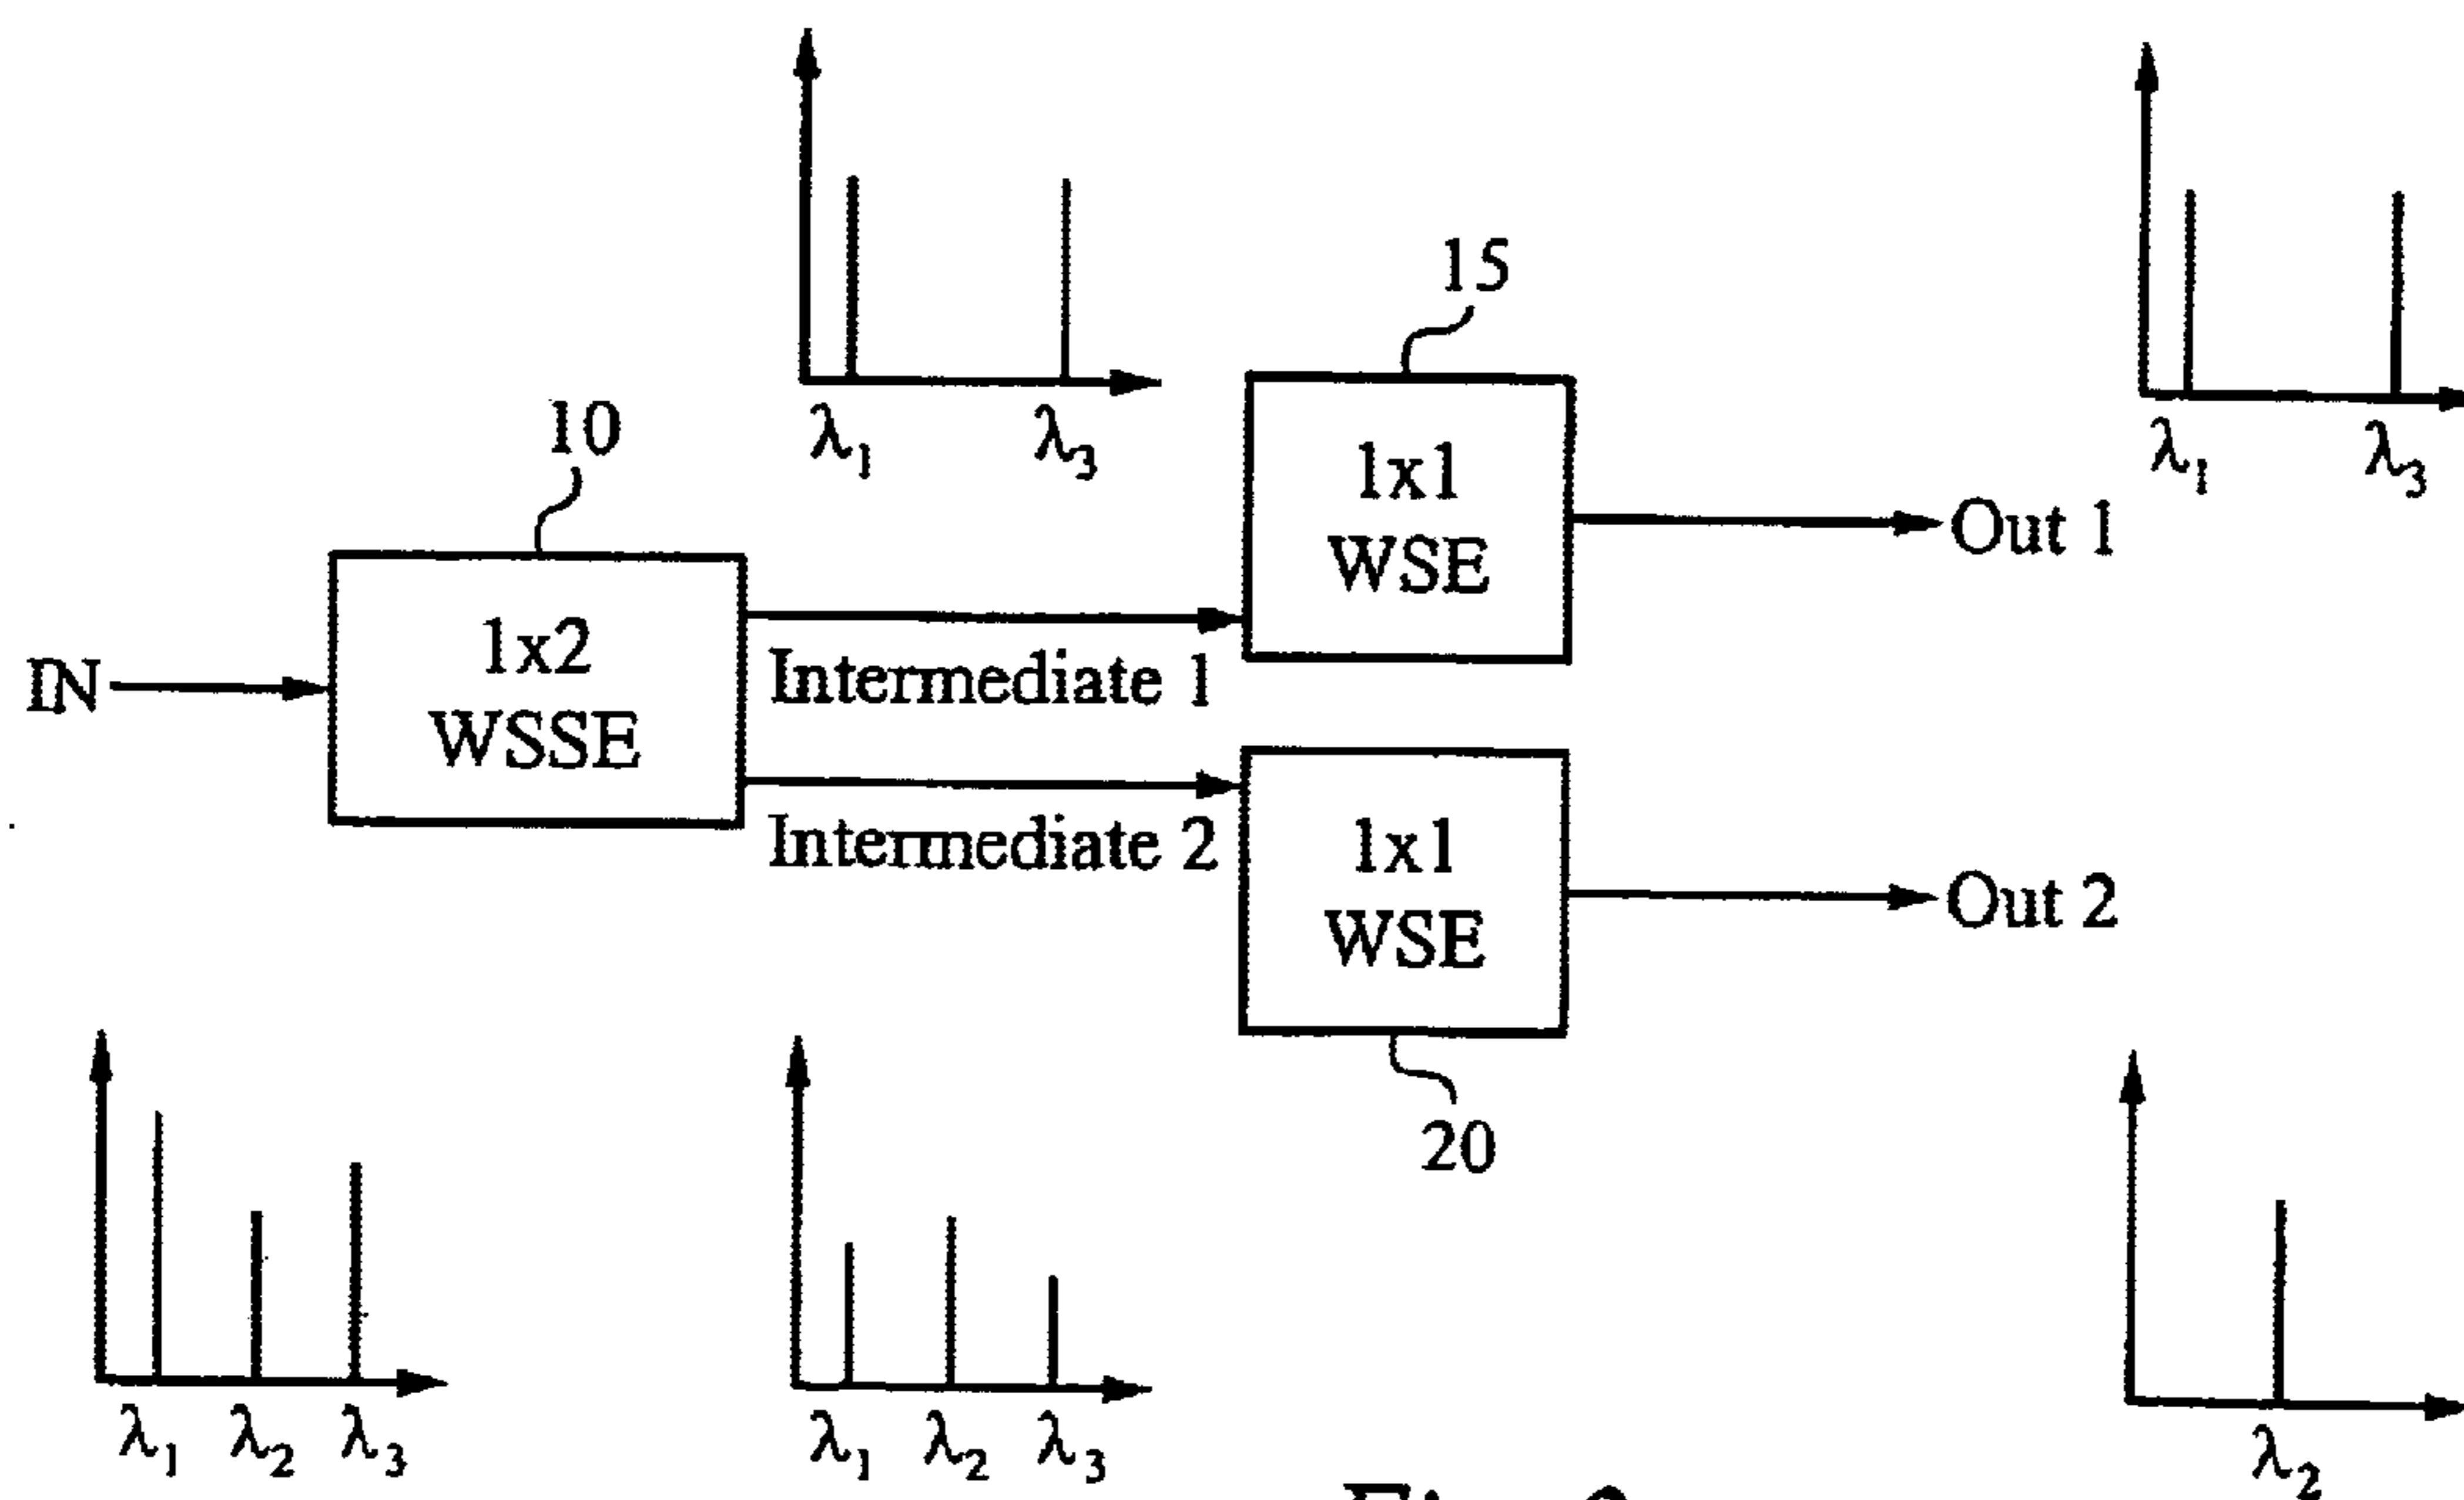 15
λ1 λ3
λ1 λ3
10
1x1
WSE
Out 1
1x2
WSSE
IN
Intermediate 1
Intermediate 2
1x1
WSE
Out 2
20
λ1 λ2 λ3
λ1 λ2 λ3
λ2